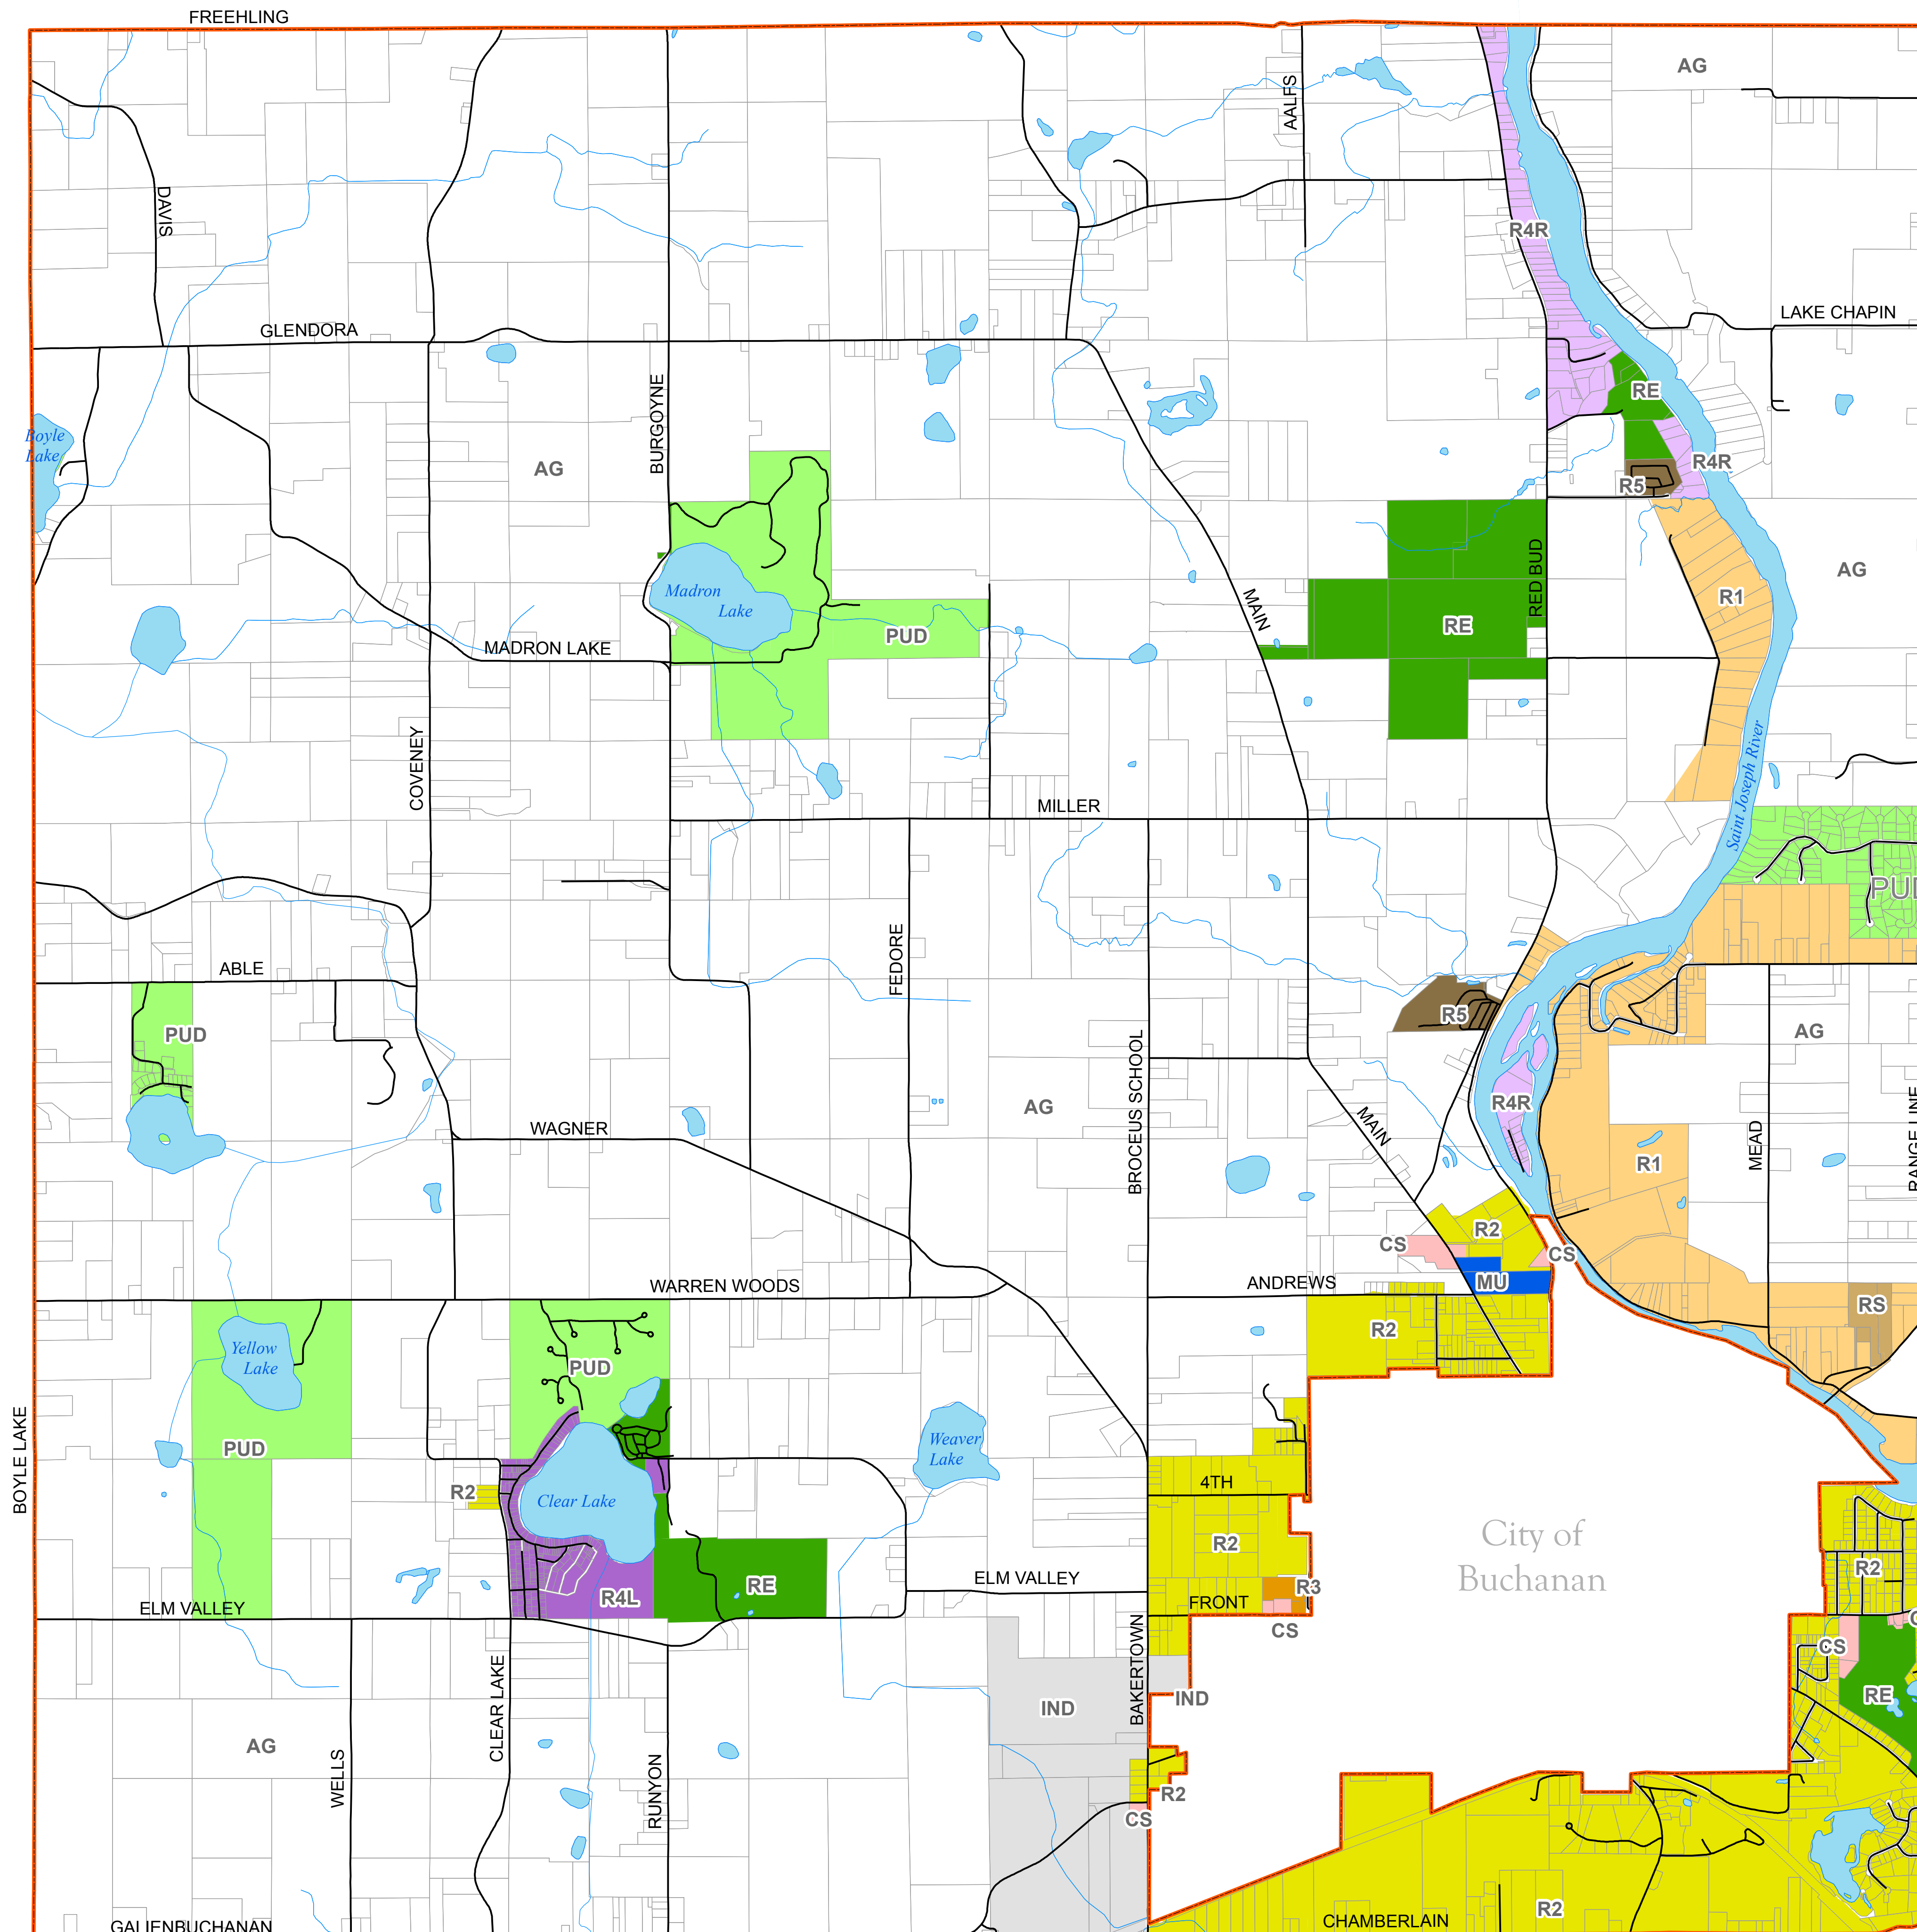 FREEHLING
AG
AALFS
DAVIS
R4R
LAKE CHAPIN
GLENDORA
BURGOYNE
RE
Boyle
Lake
AG
R4R
R5
RED BUD
AG
Madron
Lake
MAIN
R1
PUD
RE
MADRON LAKE
COVENEY
Saint Joseph River
MILLER
FEDORE
ABLE
R5
PUD
AG
BROCEUS SCHOOL
R4R
AG
WAGNER
MAIN
MEAD
R1
R2
CS
CS
WARREN WOODS
ANDREWS
MU
RS
R2
Yellow
Lake
PUD
BOYLE LAKE
PUD
Weaver
Lake
R2
Clear Lake
4TH
City of
Buchanan
R2
R2
ELM VALLEY
RE
R3
R4L
ELM VALLEY
FRONT
CS
CS
BAKERTOWN
CLEAR LAKE
IND
IND
RE
AG
WELLS
RUNYON
R2
CS
R2
CHAMBERLAIN